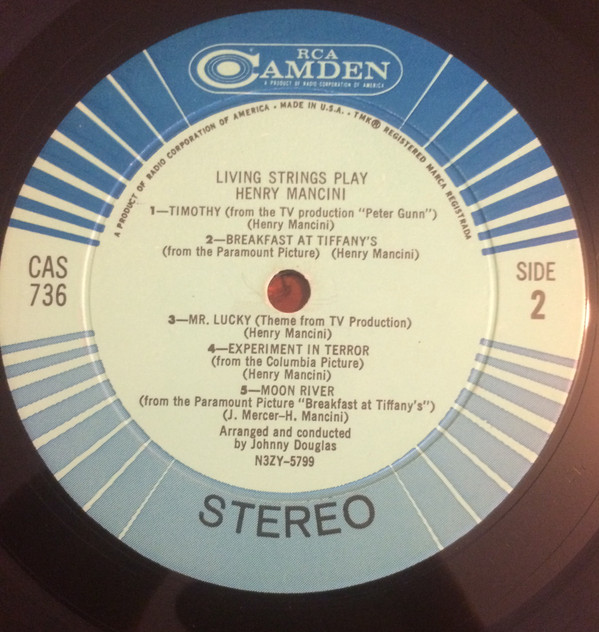 RCA
CAMDEN
A PRODUCT OF RADIO CORPORATION OF AMERICA
A PRODUCT OF RADIO CORPORATION OF AMERICA • MADE IN U.S.A. • TMK® REGISTERED MARCA REGISTRADA
LIVING STRINGS PLAY
HENRY MANCINI
1—TIMOTHY (from the TV production "Peter Gunn")
(Henry Mancini)
2—BREAKFAST AT TIFFANY'S
(from the Paramount Picture) (Henry Mancini)
CAS
736
SIDE
2
3—MR. LUCKY (Theme from TV Production)
(Henry Mancini)
4—EXPERIMENT IN TERROR
(from the Columbia Picture)
(Henry Mancini)
5—MOON RIVER
(from the Paramount Picture "Breakfast at Tiffany's")
(J. Mercer–H. Mancini)
Arranged and conducted
by Johnny Douglas
N3ZY–5799
STEREO